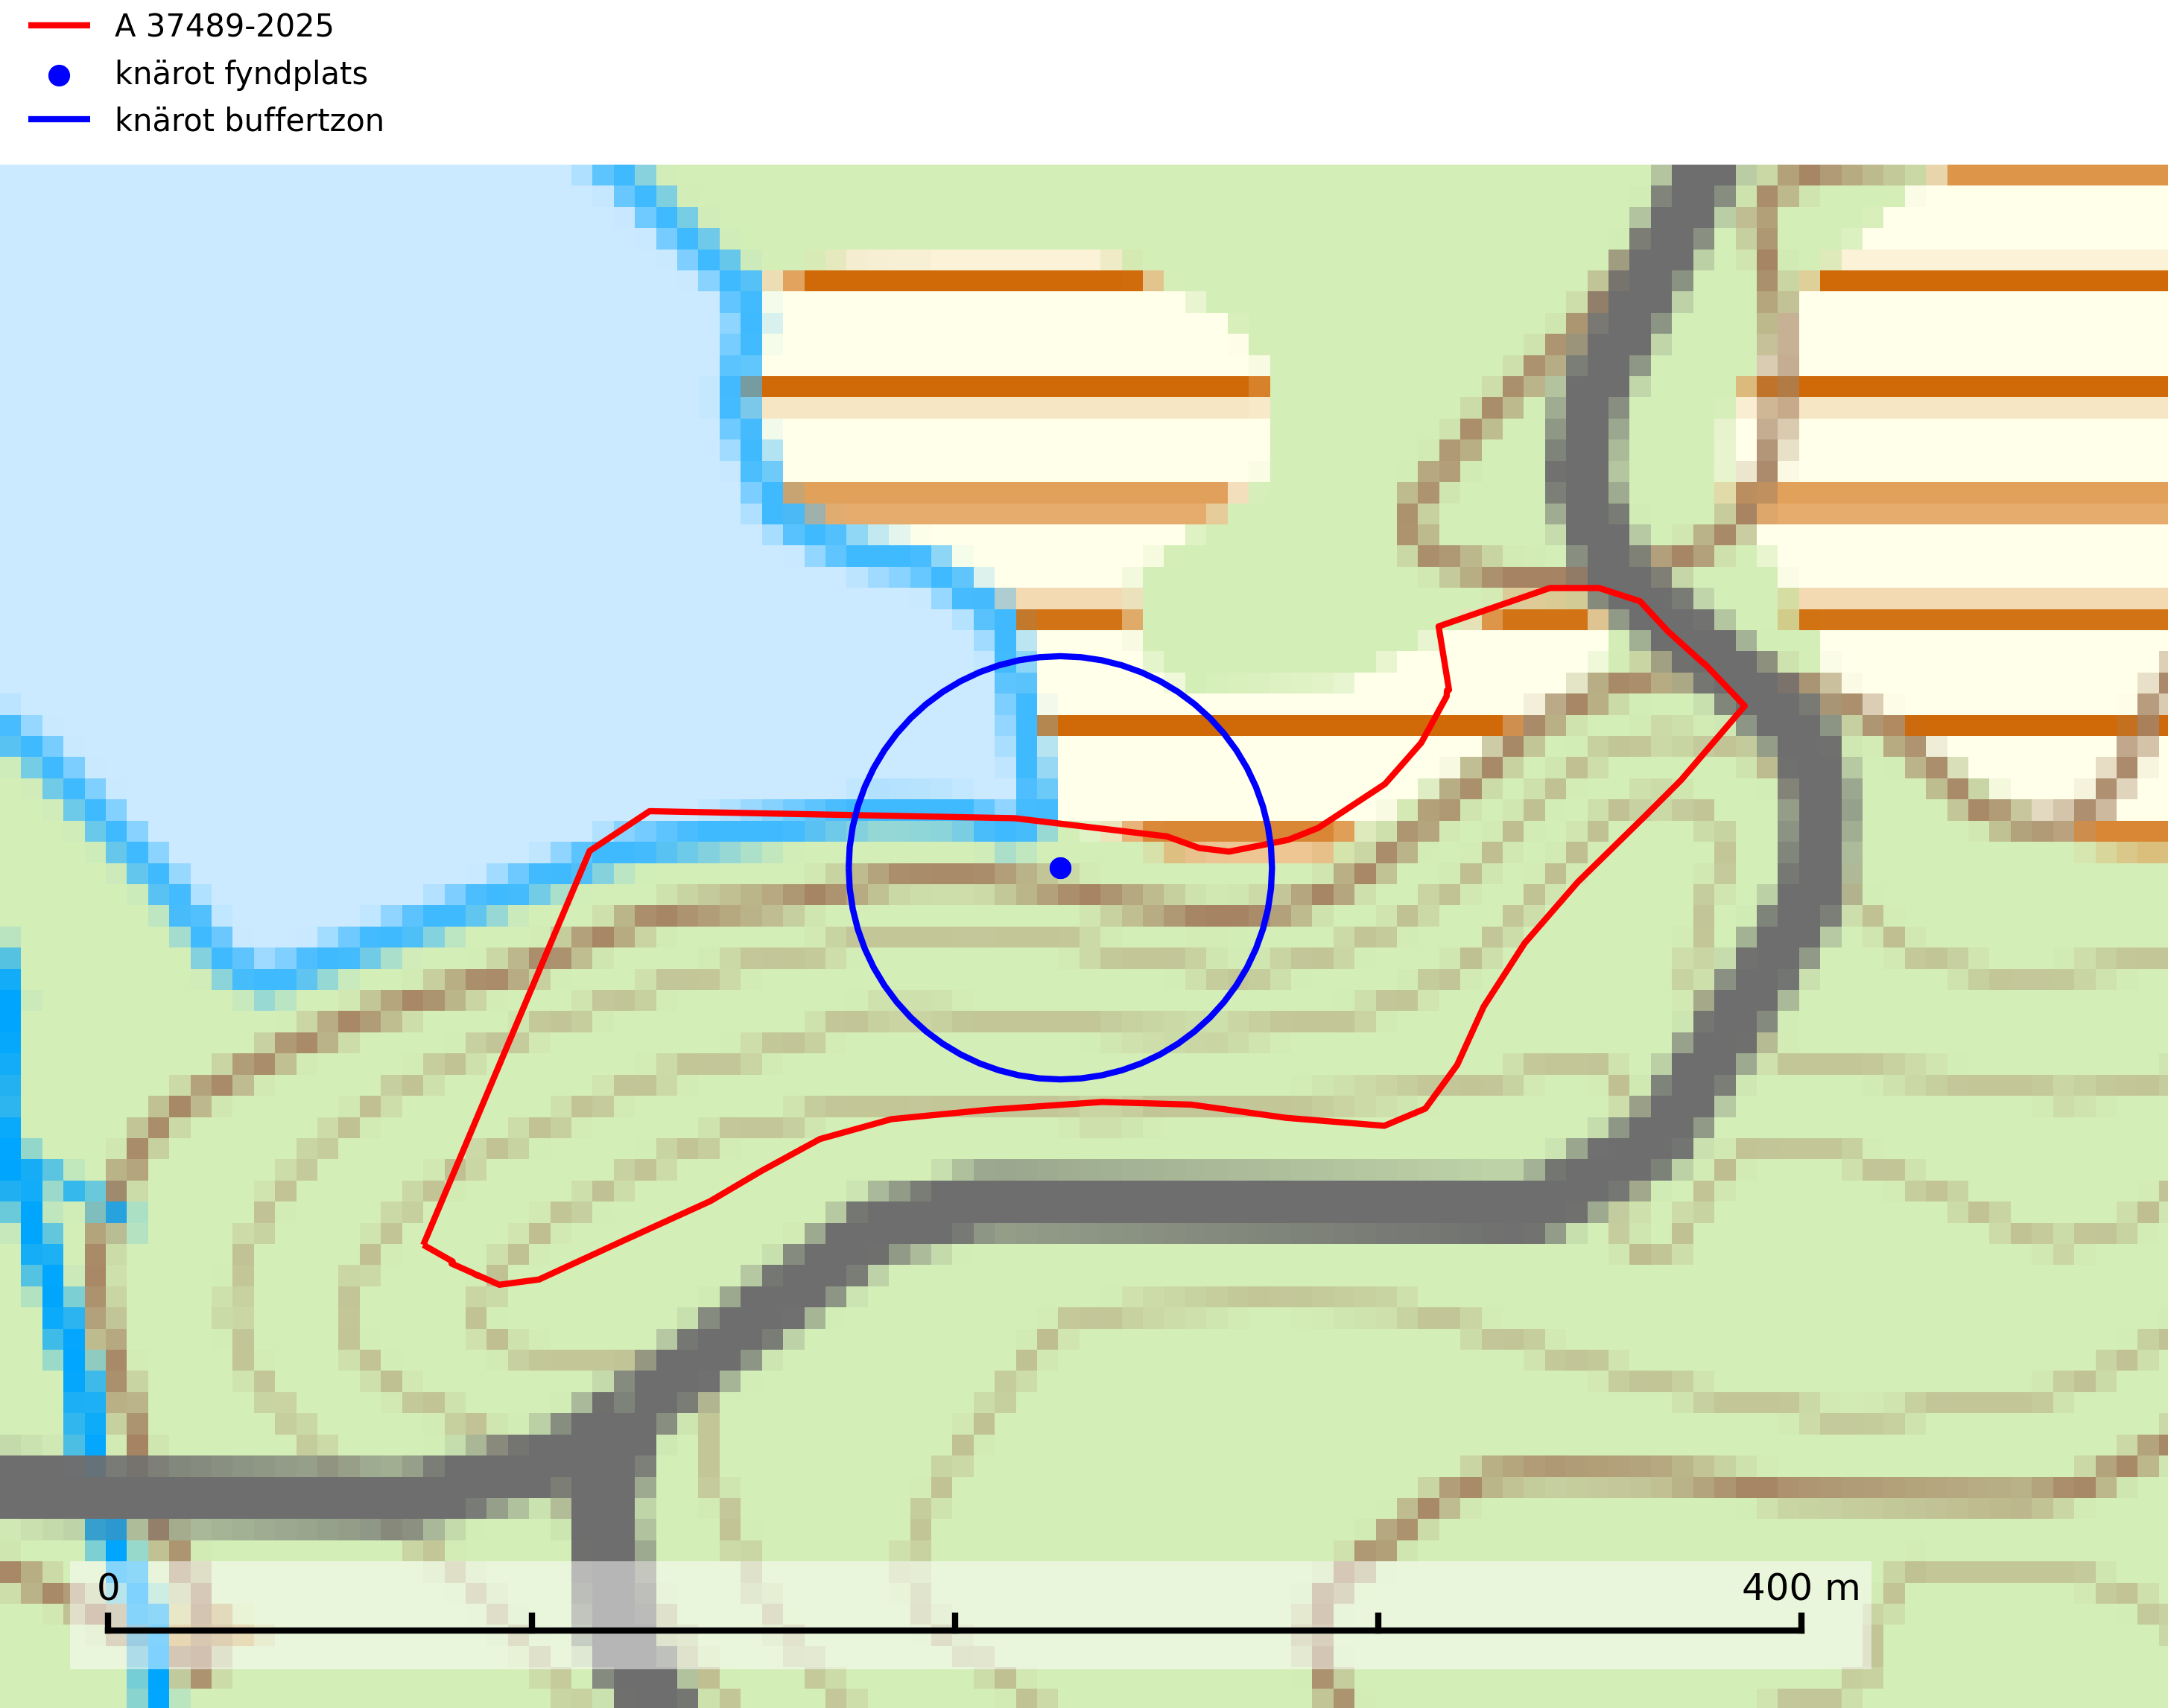 A 37489-2025
knärot fyndplats
knärot buffertzon
0 400 m